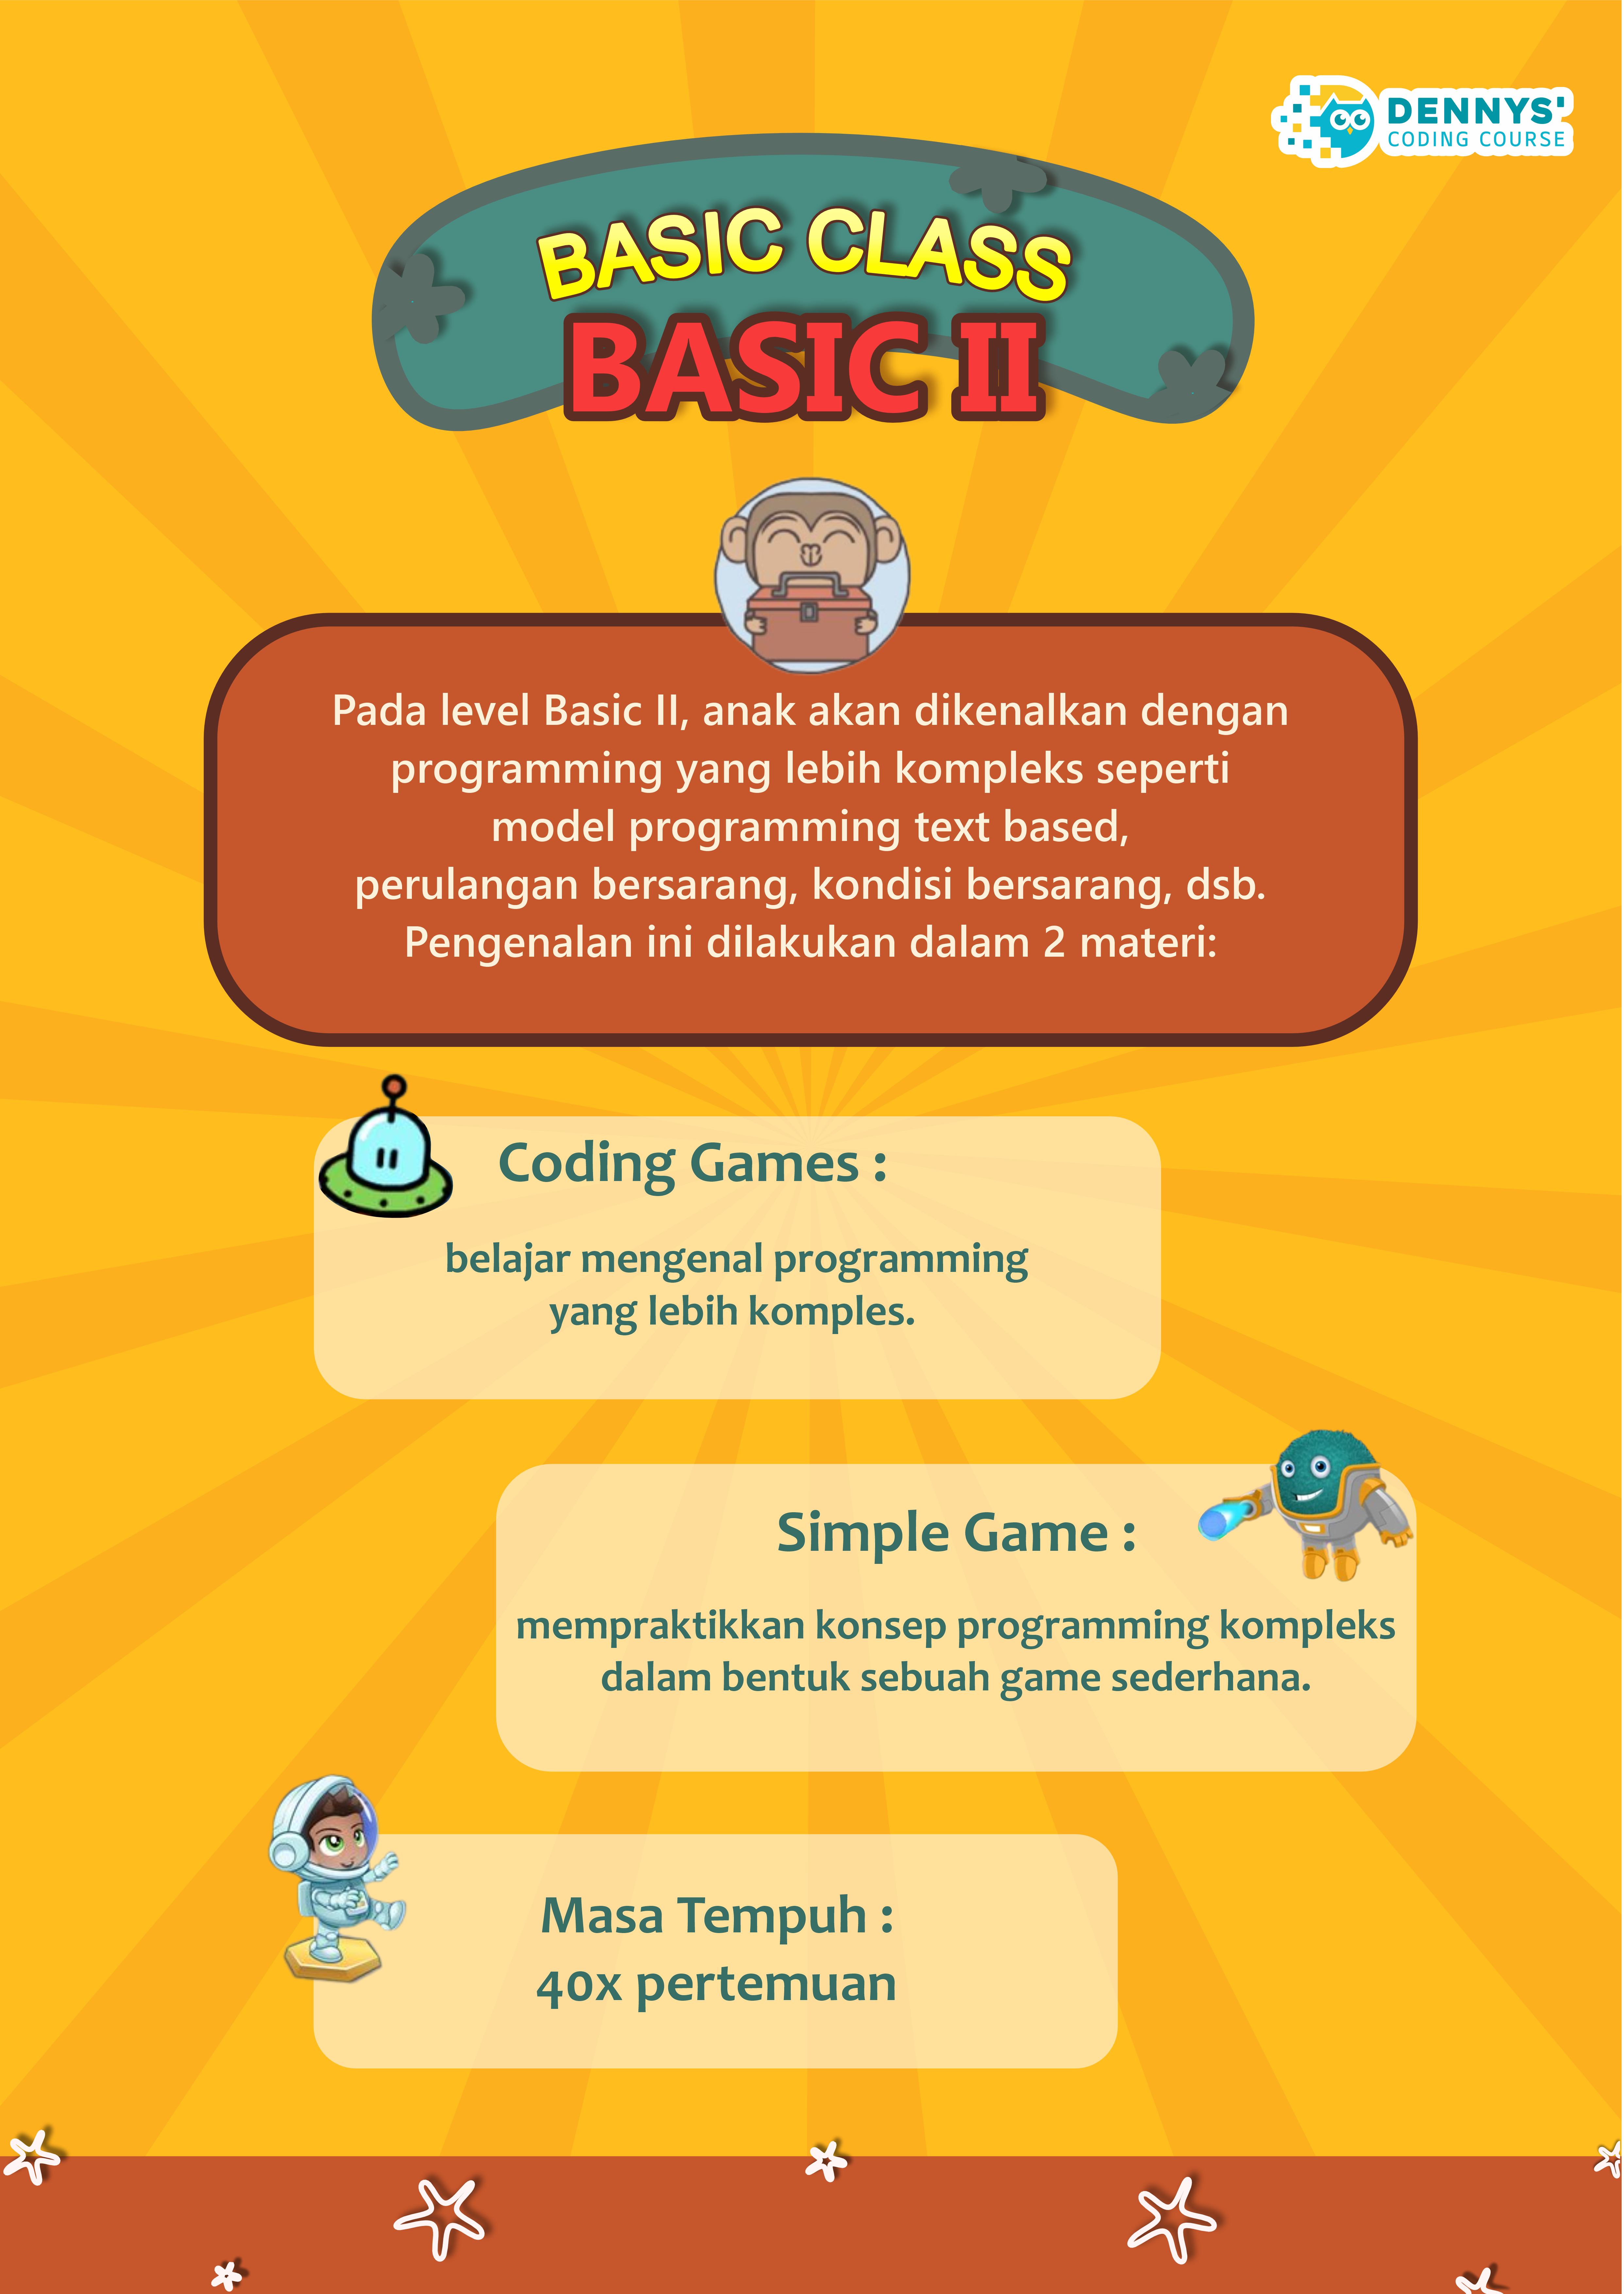 DENNYS'
CODING COURSE
BASIC CLASS
BASIC II
Pada level Basic II, anak akan dikenalkan dengan
programming yang lebih kompleks seperti
model programming text based,
perulangan bersarang, kondisi bersarang, dsb.
Pengenalan ini dilakukan dalam 2 materi:
Coding Games :
belajar mengenal programming
yang lebih komples.
Simple Game :
mempraktikkan konsep programming kompleks
dalam bentuk sebuah game sederhana.
Masa Tempuh :
40x pertemuan